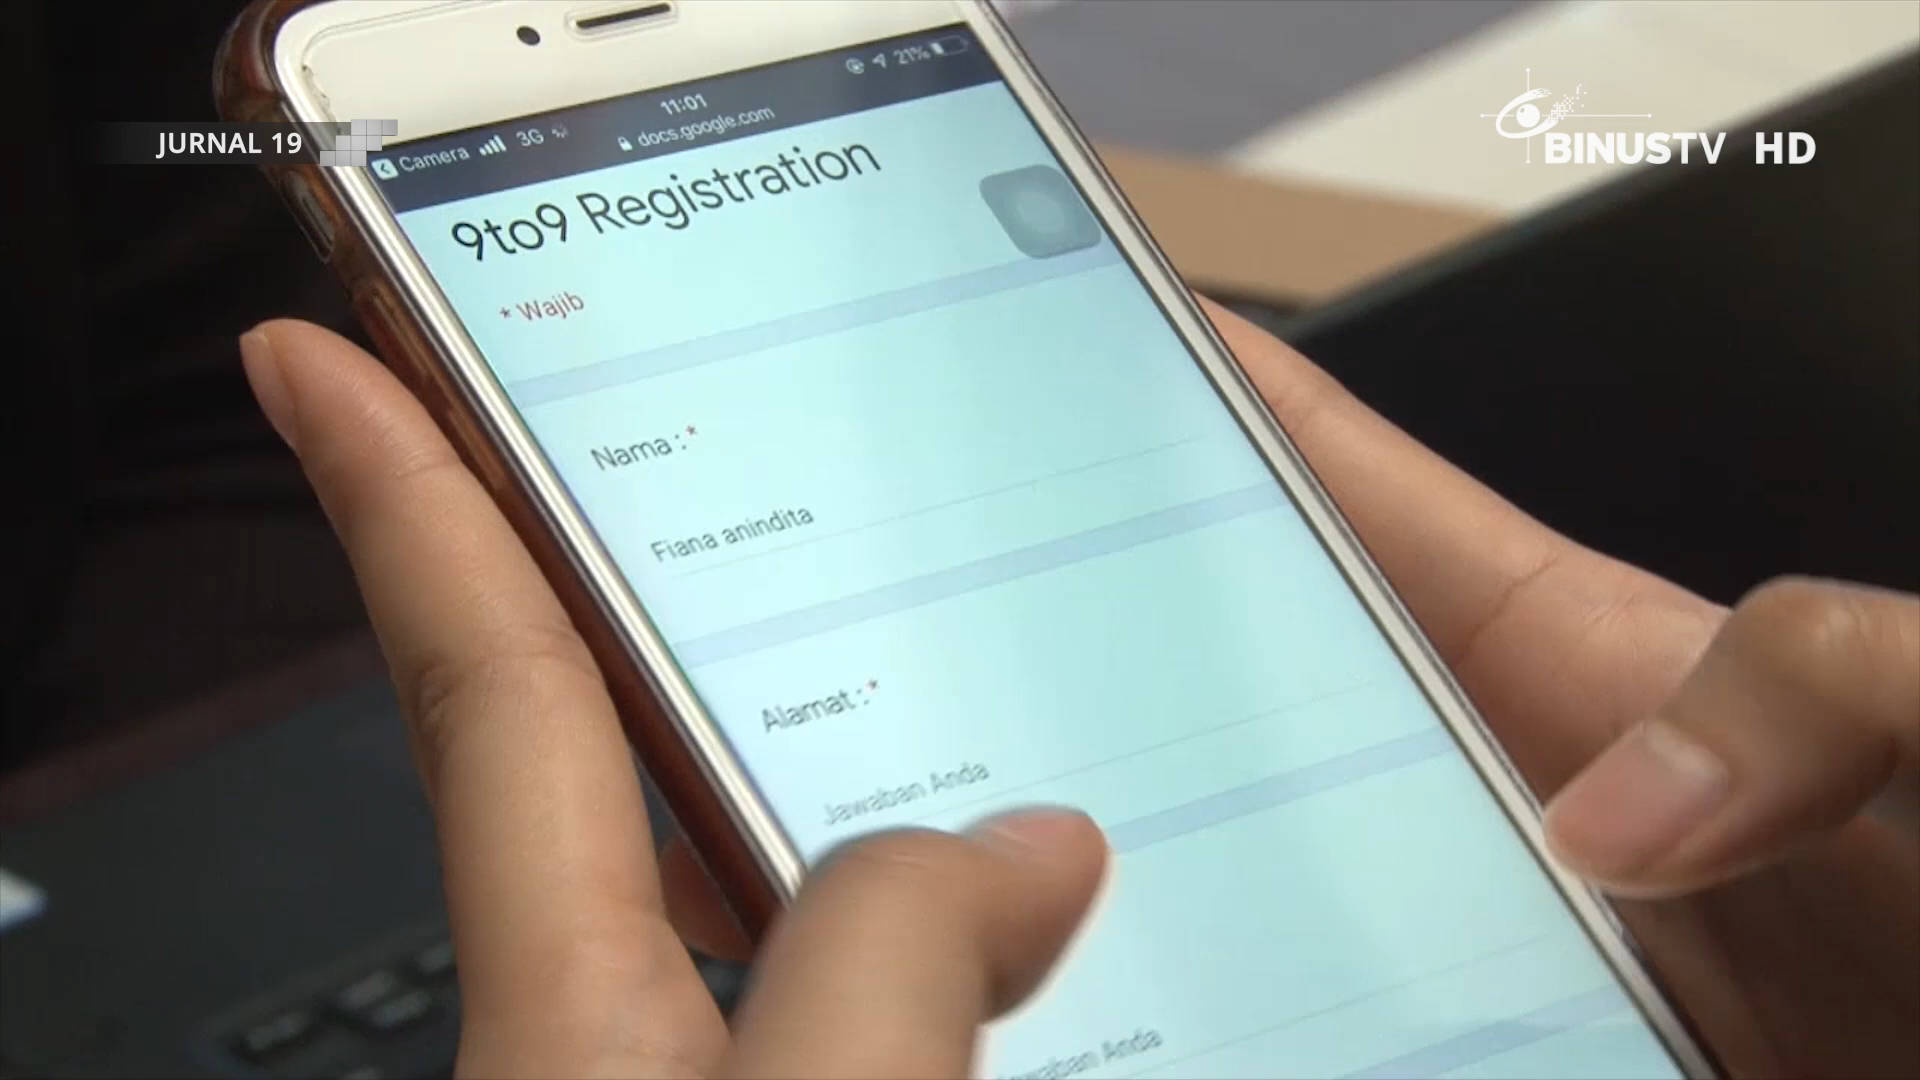 JURNAL 19
BINUSTV HD
Camera 3G 11:01 21%
docs.google.com
9to9 Registration
* Wajib
Nama : *
Fiana anindita
Alamat : *
Jawaban Anda
Anda